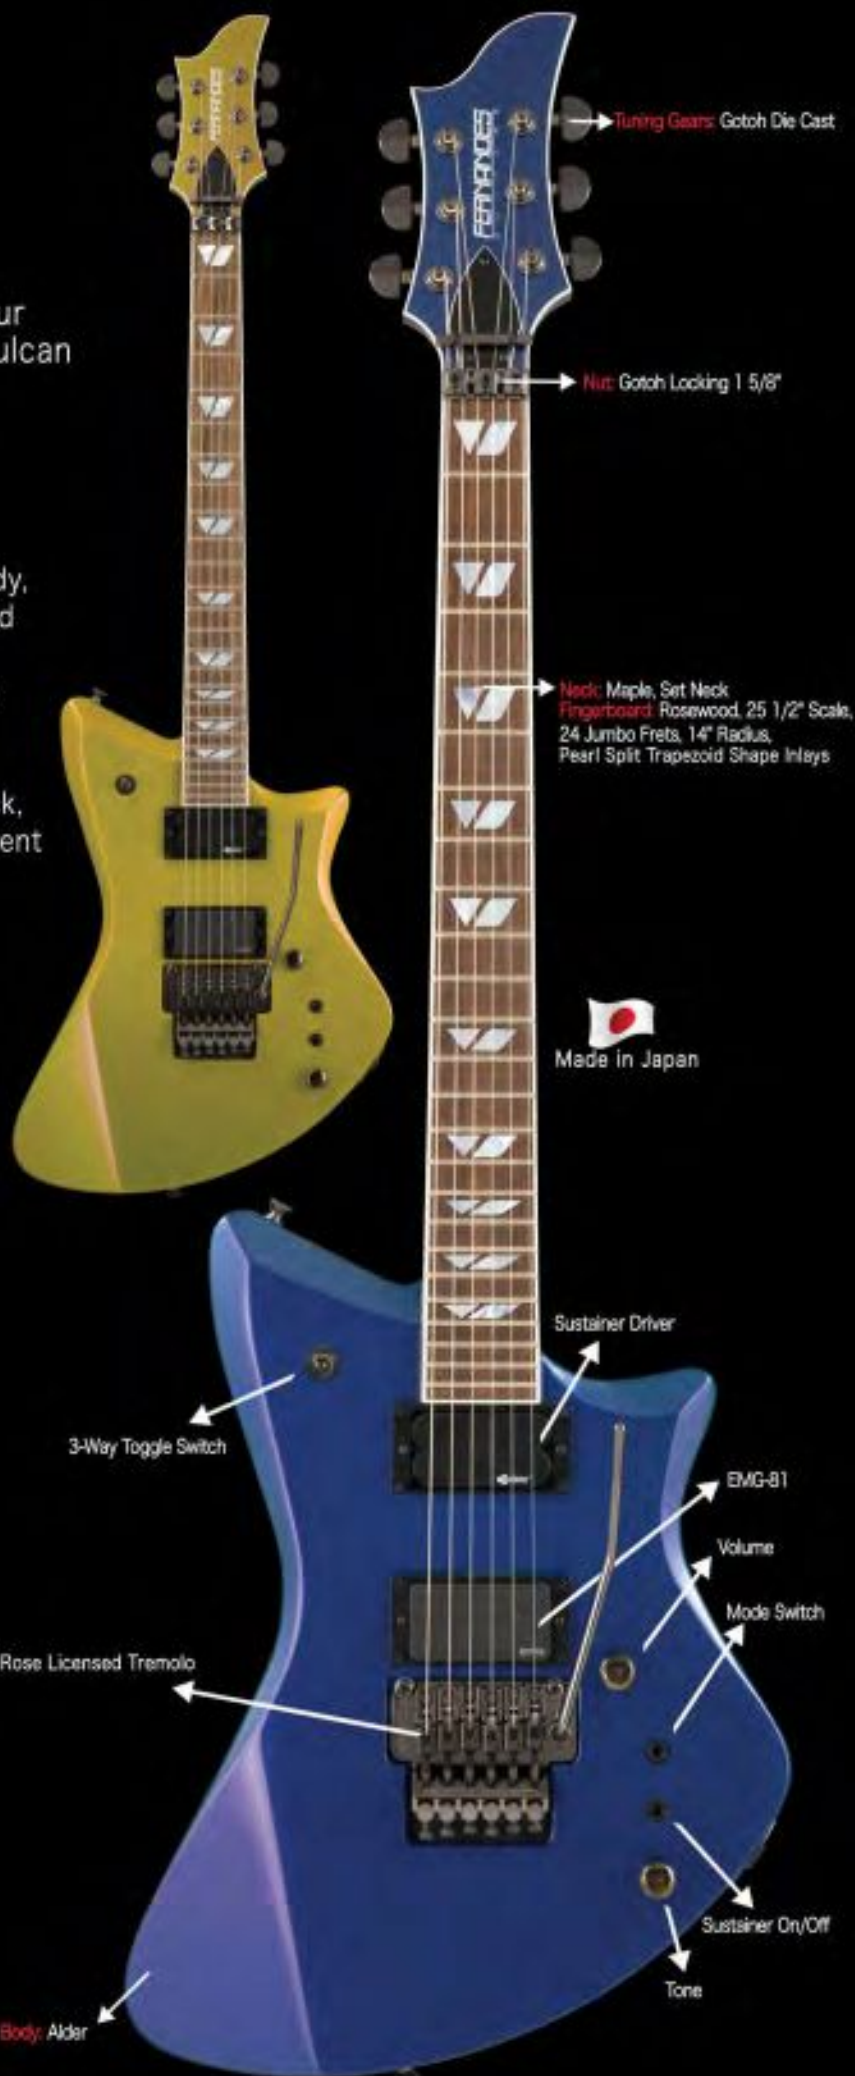 FERNANDES
FERNANDES
Tuning Gears: Gotoh Die Cast
ur
ulcan
Nut: Gotoh Locking 1 5/8"
dy,
d
Neck: Maple, Set Neck
Fingerboard: Rosewood, 25 1/2" Scale,
24 Jumbo Frets, 14" Radius,
Pearl Split Trapezoid Shape Inlays
k,
ent
Made in Japan
Sustainer Driver
3-Way Toggle Switch
EMG-81
Volume
Mode Switch
Rose Licensed Tremolo
Sustainer On/Off
Tone
Body: Alder